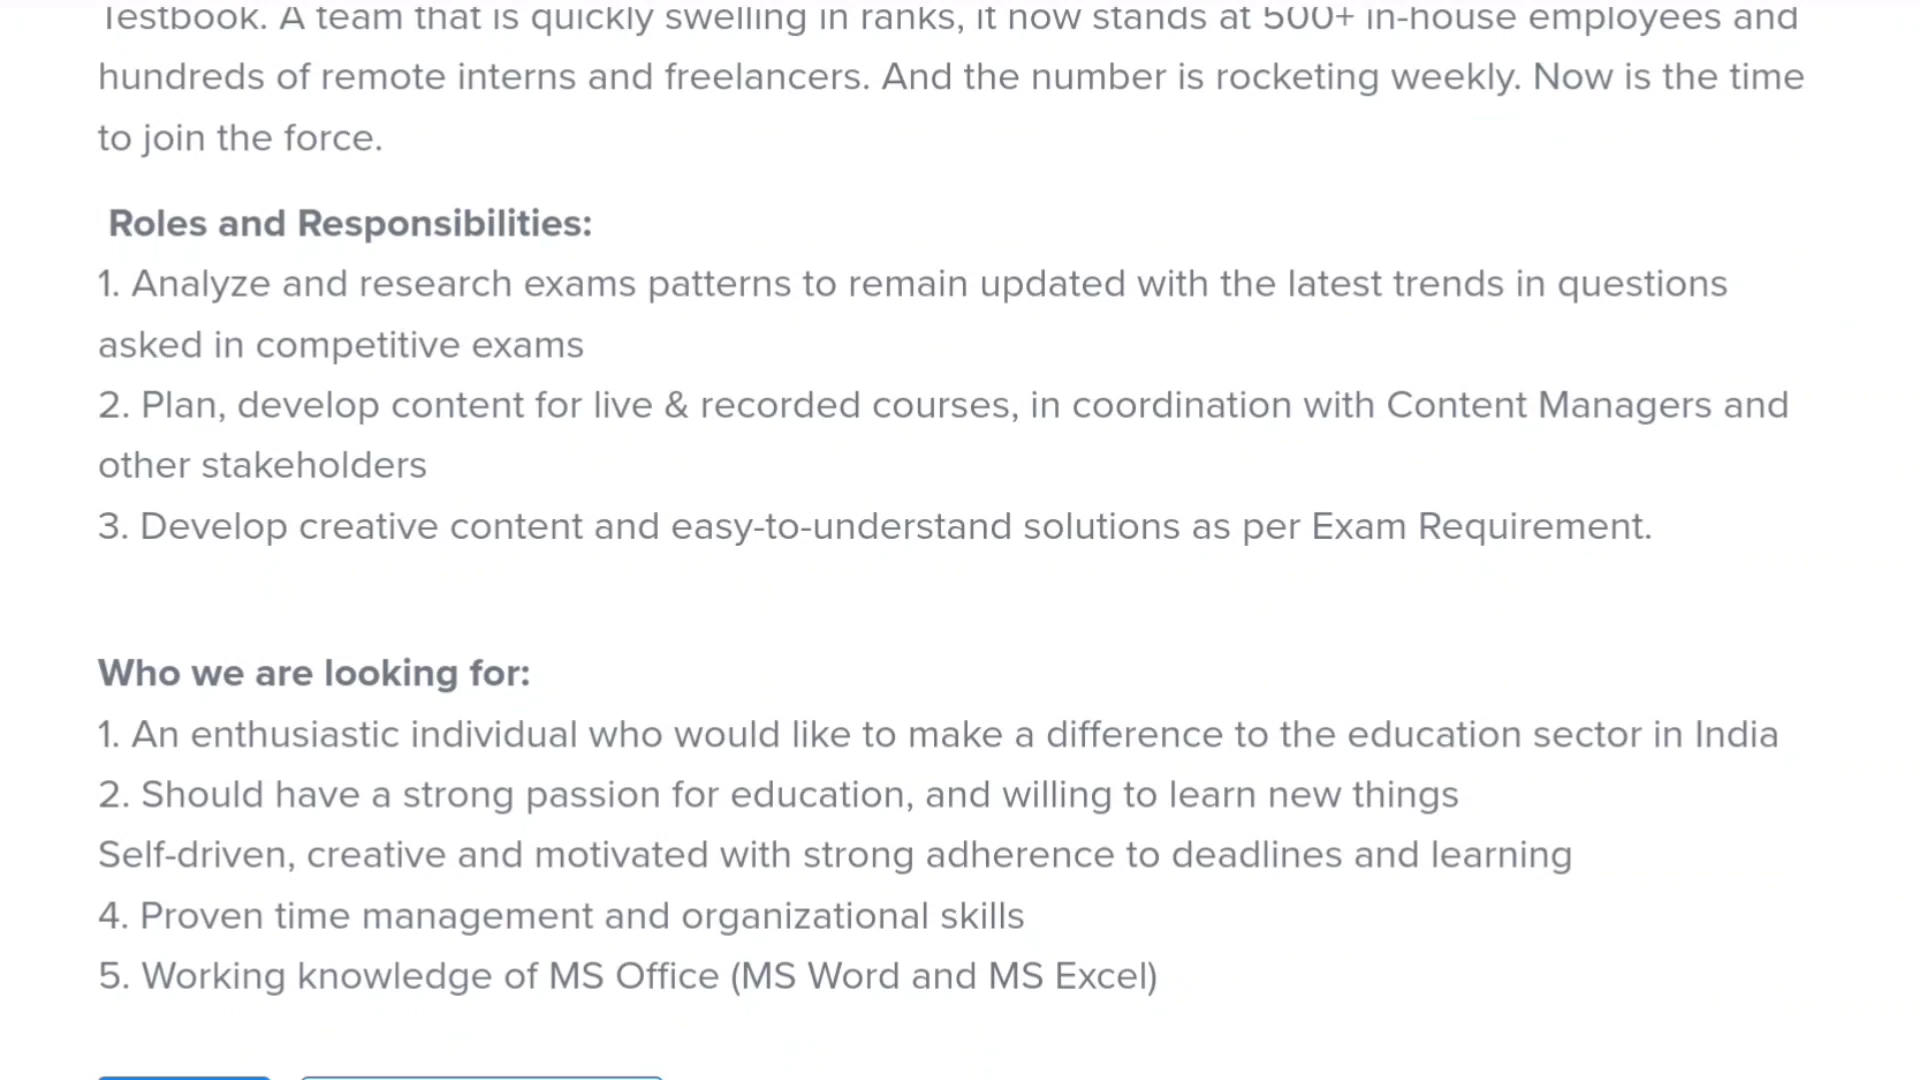 Testbook. A team that is quickly swelling in ranks, it now stands at 500+ in-house employees and
hundreds of remote interns and freelancers. And the number is rocketing weekly. Now is the time
to join the force.
Roles and Responsibilities:
1. Analyze and research exams patterns to remain updated with the latest trends in questions
asked in competitive exams
2. Plan, develop content for live & recorded courses, in coordination with Content Managers and
other stakeholders
3. Develop creative content and easy-to-understand solutions as per Exam Requirement.
Who we are looking for:
1. An enthusiastic individual who would like to make a difference to the education sector in India
2. Should have a strong passion for education, and willing to learn new things
Self-driven, creative and motivated with strong adherence to deadlines and learning
4. Proven time management and organizational skills
5. Working knowledge of MS Office (MS Word and MS Excel)